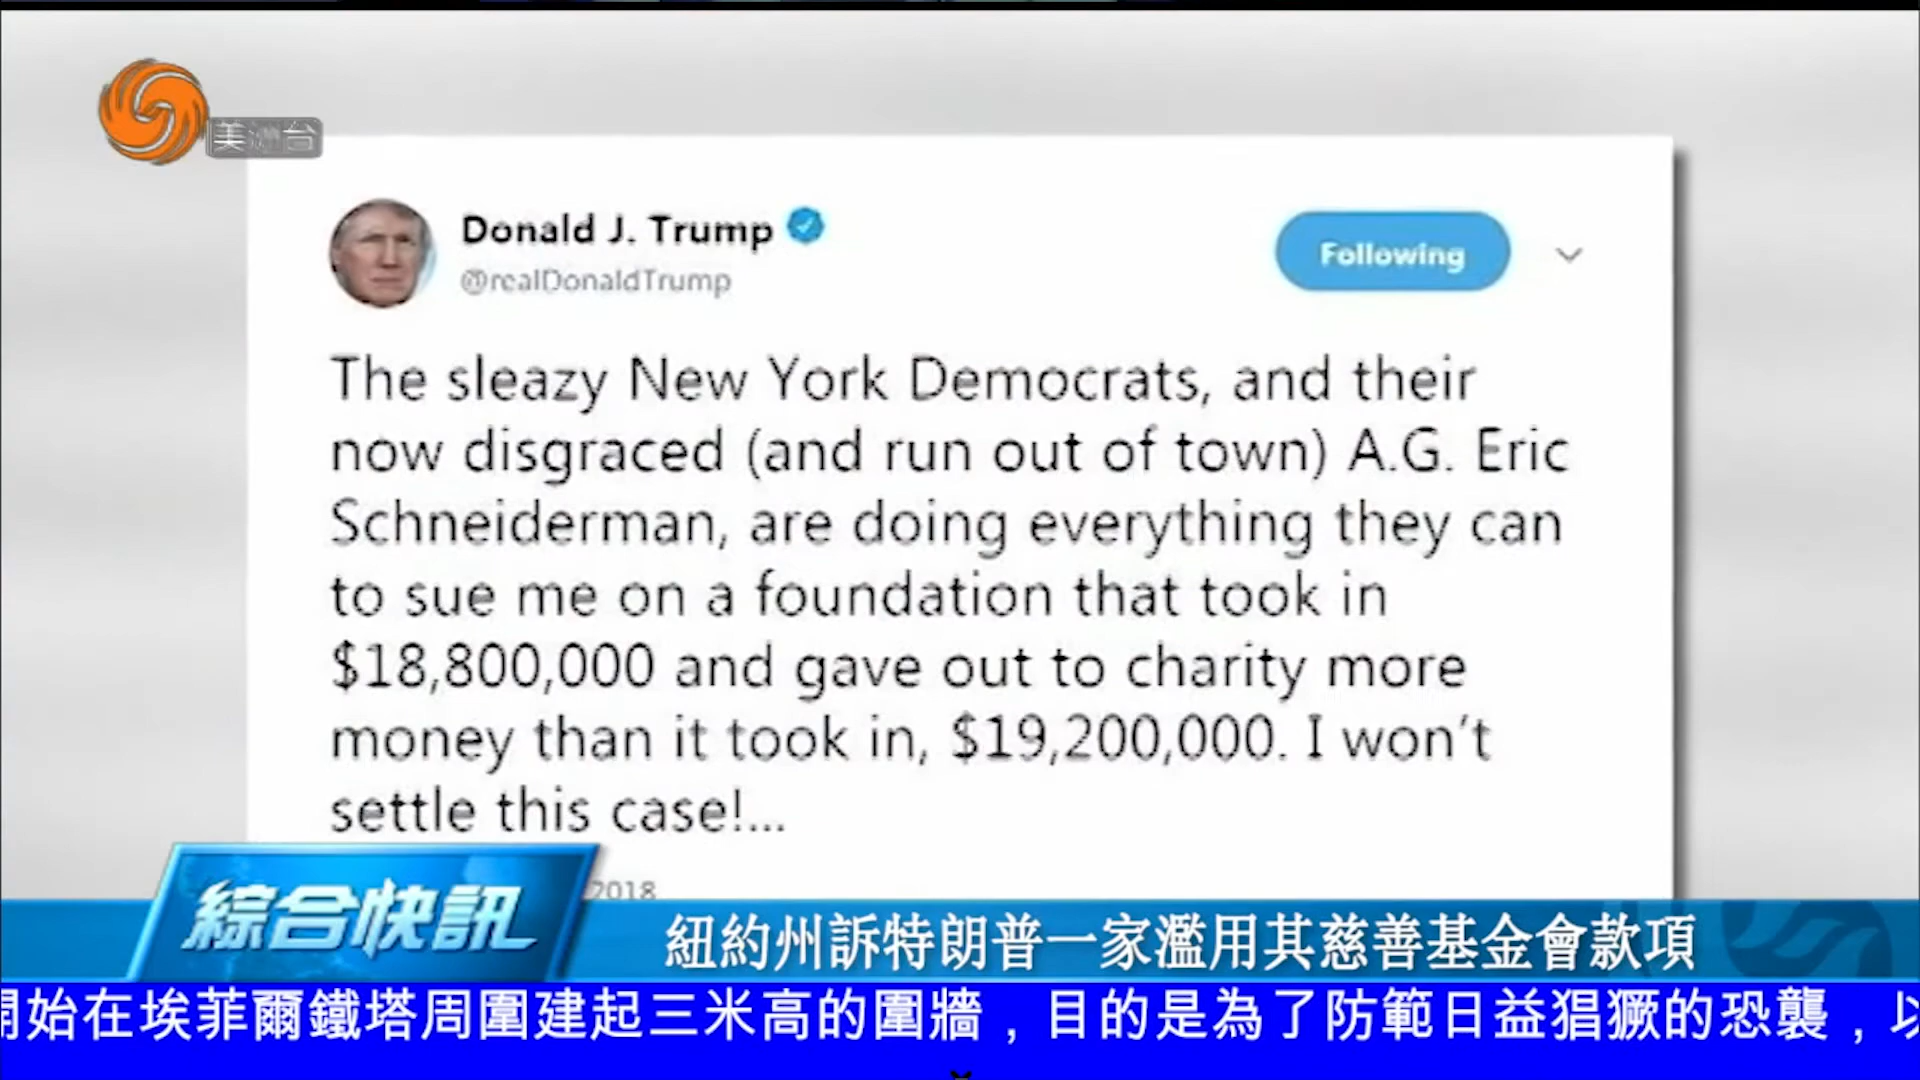 美洲台
Donald J. Trump
@realDonaldTrump
Following
The sleazy New York Democrats, and their
now disgraced (and run out of town) A.G. Eric
Schneiderman, are doing everything they can
to sue me on a foundation that took in
$18,800,000 and gave out to charity more
money than it took in, $19,200,000. I won't
settle this case!...
2018
綜合快訊
紐約州訴特朗普一家濫用其慈善基金會款項
開始在埃菲爾鐵塔周圍建起三米高的圍牆，目的是為了防範日益猖獗的恐襲，以